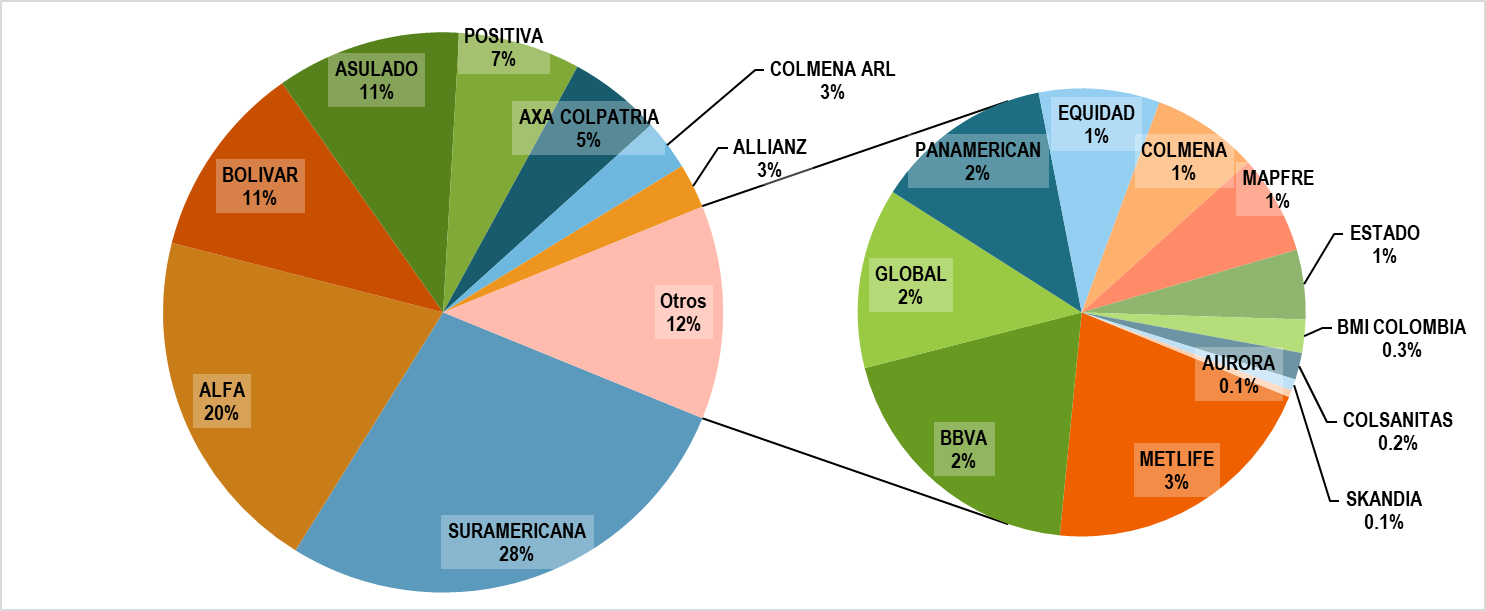 POSITIVA
7%
ASULADO
11%
COLMENA ARL
3%
AXA COLPATRIA
5%
ALLIANZ
3%
BOLIVAR
11%
Otros
12%
ALFA
20%
SURAMERICANA
28%
EQUIDAD
1%
PANAMERICAN
2%
COLMENA
1%
MAPFRE
1%
ESTADO
1%
GLOBAL
2%
BMI COLOMBIA
0.3%
AURORA
0.1%
COLSANITAS
0.2%
BBVA
2%
METLIFE
3%
SKANDIA
0.1%